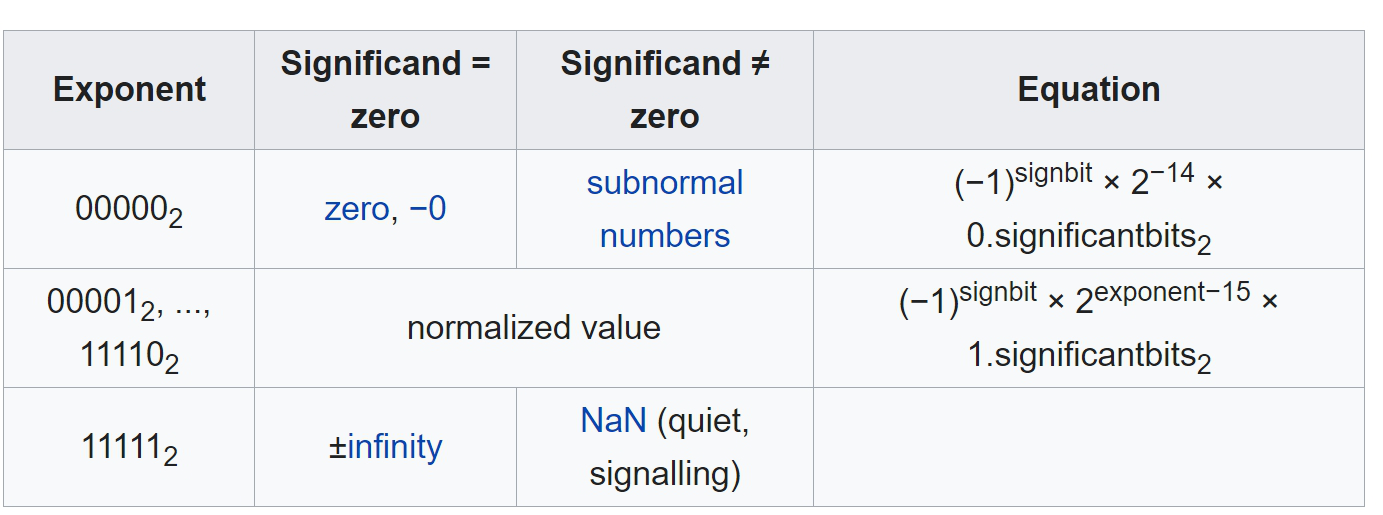 Exponent
Significand =
zero
Significand ≠
zero
Equation
00000₂
zero, −0
subnormal
numbers
(−1)^signbit × 2^−14 ×
0.significantbits₂
00001₂, ...,
11110₂
normalized value
(−1)^signbit × 2^exponent−15 ×
1.significantbits₂
11111₂
±infinity
NaN (quiet,
signalling)